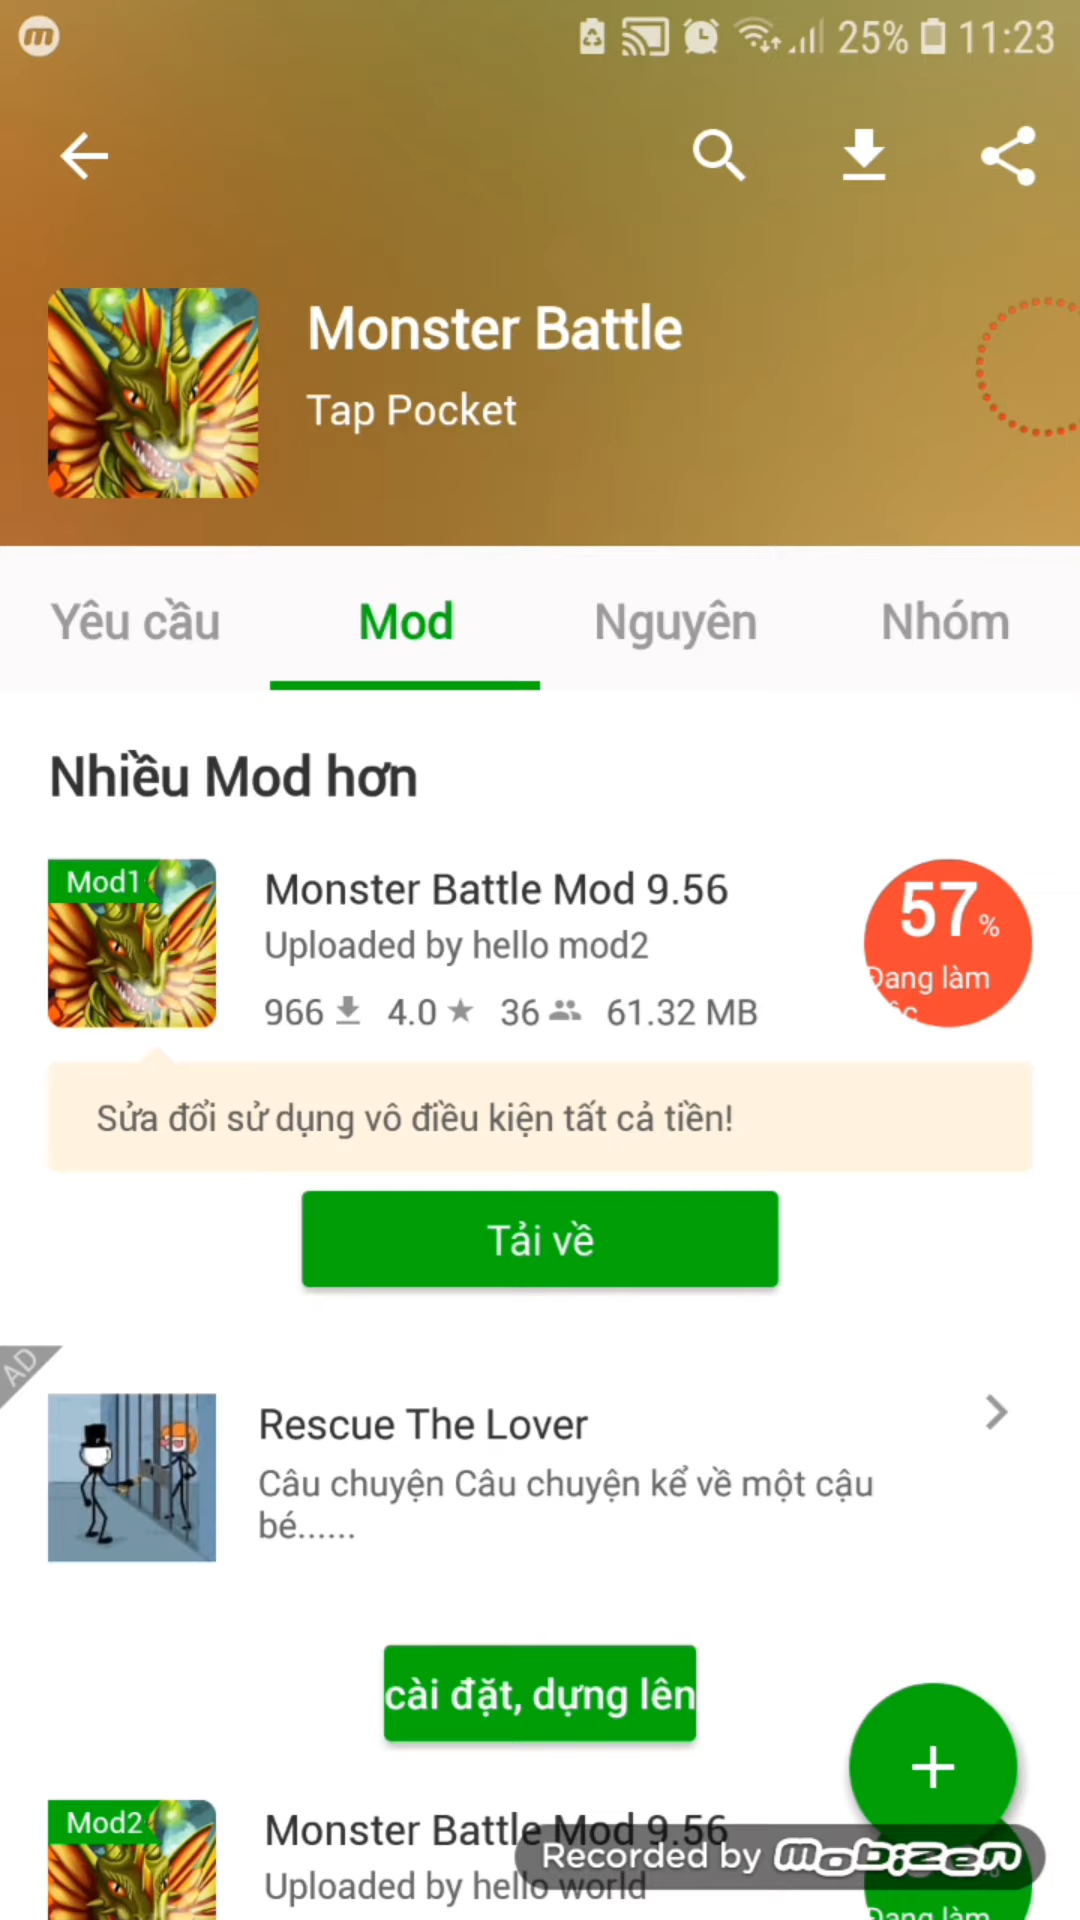 25% 11:23
Monster Battle
Tap Pocket
Yêu cầu Mod Nguyên Nhóm
Nhiều Mod hơn
Mod1
Monster Battle Mod 9.56
57%
Uploaded by hello mod2
Đang làm
966 4.0 36 61.32 MB
Sửa đổi sử dụng vô điều kiện tất cả tiền!
Tải về
AD
Rescue The Lover
Câu chuyện Câu chuyện kể về một cậu
bé......
cài đặt, dựng lên
+
Mod2
Monster Battle Mod 9.56
Recorded by mobizen
Uploaded by hello world
Đang làm